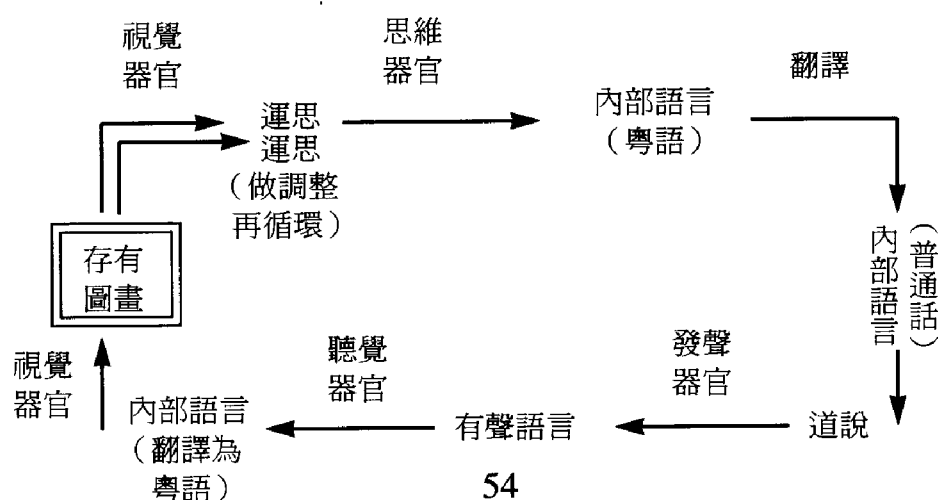 視覺
器官
思維
器官
翻譯
運思
運思
(做調整
再循環)
內部語言
(粵語)
內部語言
(普通話)
存有
圖畫
視覺
器官
聽覺
器官
發聲
器官
內部語言
(翻譯為
粵語)
有聲語言
道說
54